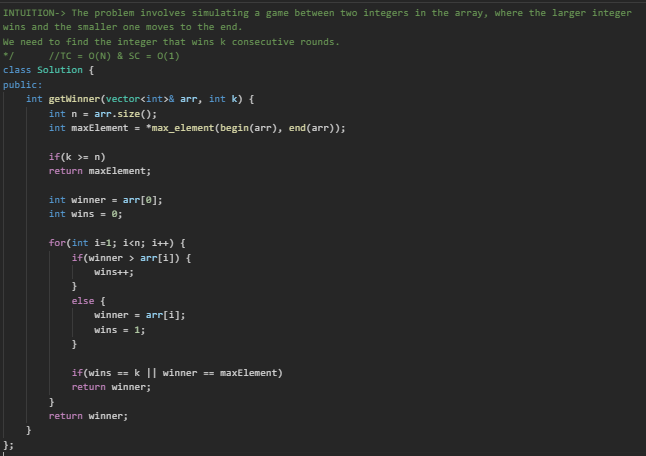 INTUITION-> The problem involves simulating a game between two integers in the array, where the larger integer
wins and the smaller one moves to the end.
We need to find the integer that wins k consecutive rounds.
*/      //TC = O(N) & SC = O(1)
class Solution {
public:
    int getWinner(vector<int>& arr, int k) {
        int n = arr.size();
        int maxElement = *max_element(begin(arr), end(arr));

        if(k >= n)
        return maxElement;

        int winner = arr[0];
        int wins = 0;

        for(int i=1; i<n; i++) {
            if(winner > arr[i]) {
                wins++;
            }
            else {
                winner = arr[i];
                wins = 1;
            }

            if(wins == k || winner == maxElement)
            return winner;
        }
        return winner;
    }
};